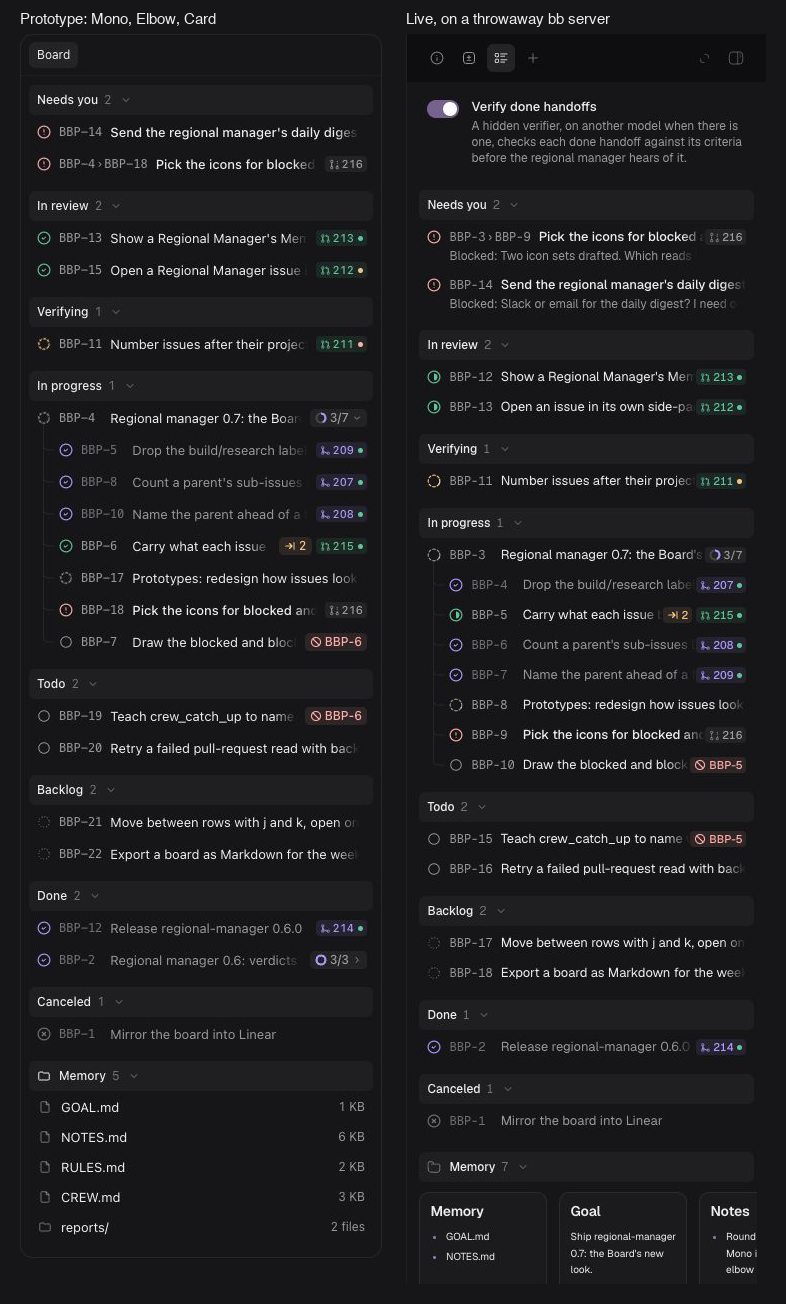 Prototype: Mono, Elbow, Card
Board
Needs you 2
BBP-14 Send the regional manager's daily diges
BBP-4 › BBP-18 Pick the icons for blocked 216
In review 2
BBP-13 Show a Regional Manager's Mem 213
BBP-15 Open a Regional Manager issue 212
Verifying 1
BBP-11 Number issues after their projec 211
In progress 1
BBP-4 Regional manager 0.7: the Boar 3/7
BBP-5 Drop the build/research label 209
BBP-8 Count a parent's sub-issues 207
BBP-10 Name the parent ahead of a 208
BBP-6 Carry what each issue 2 215
BBP-17 Prototypes: redesign how issues look
BBP-18 Pick the icons for blocked and 216
BBP-7 Draw the blocked and bloc BBP-6
Todo 2
BBP-19 Teach crew_catch_up to name BBP-6
BBP-20 Retry a failed pull-request read with back
Backlog 2
BBP-21 Move between rows with j and k, open on
BBP-22 Export a board as Markdown for the wee
Done 2
BBP-12 Release regional-manager 0.6.0 214
BBP-2 Regional manager 0.6: verdicts 3/3
Canceled 1
BBP-1 Mirror the board into Linear
Memory 5
GOAL.md 1 KB
NOTES.md 6 KB
RULES.md 2 KB
CREW.md 3 KB
reports/ 2 files
Live, on a throwaway bb server
Verify done handoffs
A hidden verifier, on another model when there is
one, checks each done handoff against its criteria
before the regional manager hears of it.
Needs you 2
BBP-3 › BBP-9 Pick the icons for blocked 216
Blocked: Two icon sets drafted. Which reads
BBP-14 Send the regional manager's daily digest
Blocked: Slack or email for the daily digest? I need
In review 2
BBP-12 Show a Regional Manager's Mem 213
BBP-13 Open an issue in its own side-pa 212
Verifying 1
BBP-11 Number issues after their projec 211
In progress 1
BBP-3 Regional manager 0.7: the Board's 3/7
BBP-4 Drop the build/research labe 207
BBP-5 Carry what each issue 2 215
BBP-6 Count a parent's sub-issues 208
BBP-7 Name the parent ahead of a 209
BBP-8 Prototypes: redesign how issues look
BBP-9 Pick the icons for blocked and 216
BBP-10 Draw the blocked and block BBP-5
Todo 2
BBP-15 Teach crew_catch_up to name BBP-5
BBP-16 Retry a failed pull-request read with back
Backlog 2
BBP-17 Move between rows with j and k, open on
BBP-18 Export a board as Markdown for the wee
Done 1
BBP-2 Release regional-manager 0.6.0 214
Canceled 1
BBP-1 Mirror the board into Linear
Memory 7
Memory
• GOAL.md
• NOTES.md
Goal
Ship regional-manager
0.7: the Board's new
look.
Notes
• Round
Mono i
elbow